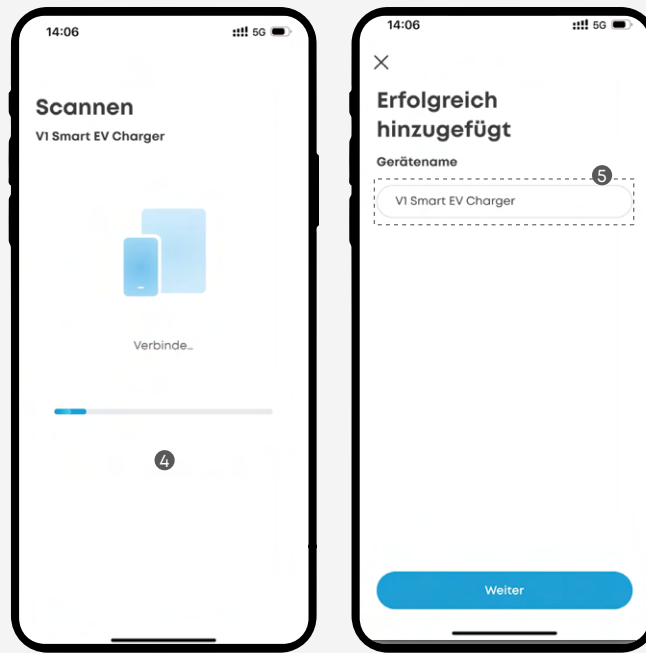 14:06
5G
Scannen
V1 Smart EV Charger
Verbinde...
4
14:06
5G
Erfolgreich
hinzugefügt
Gerätename
5
V1 Smart EV Charger
Weiter